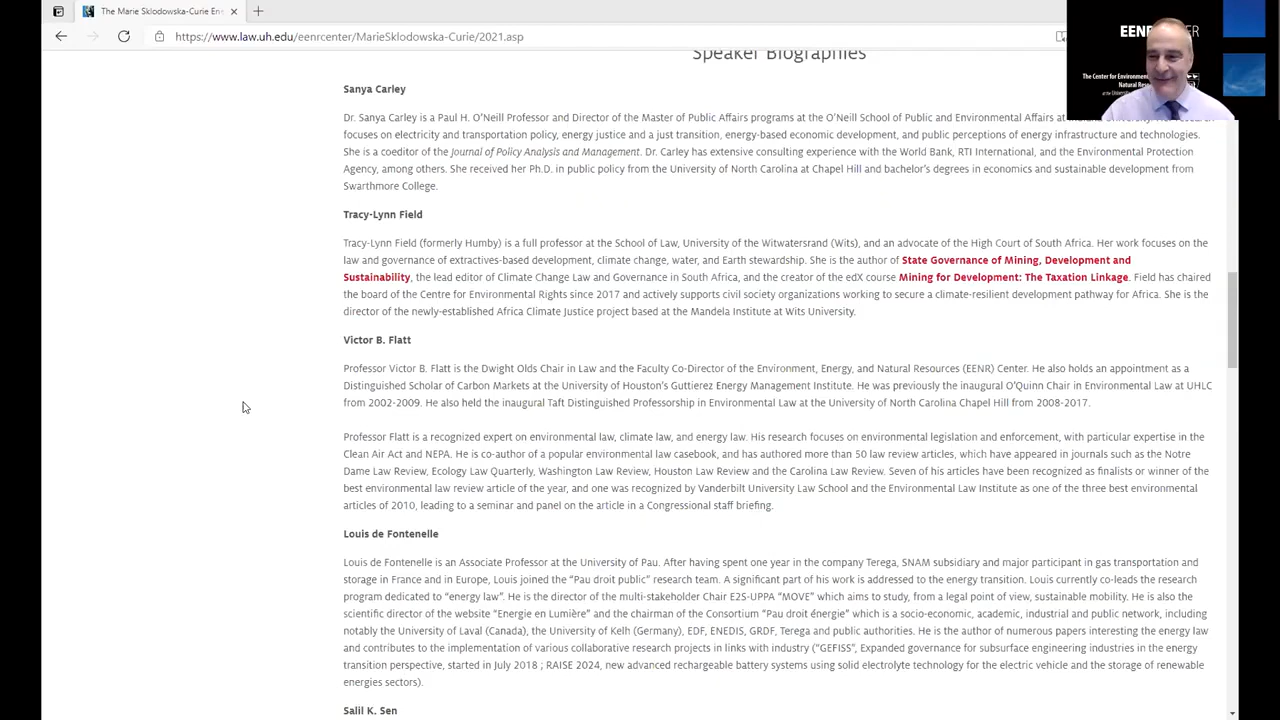 The Marie Sklodowska-Curie En
https://www.law.uh.edu/eenrcenter/MarieSklodowska-Curie/2021.asp
EENR
ER
The Center for Environmen
Natural Reso
Speaker Biographies
Sanya Carley
Dr. Sanya Carley is a Paul H. O'Neill Professor and Director of the Master of Public Affairs programs at the O'Neill School of Public and Environmental Affairs at
focuses on electricity and transportation policy, energy justice and a just transition, energy-based economic development, and public perceptions of energy infrastructure and technologies.
She is a coeditor of the Journal of Policy Analysis and Management. Dr. Carley has extensive consulting experience with the World Bank, RTI International, and the Environmental Protection
Agency, among others. She received her Ph.D. in public policy from the University of North Carolina at Chapel Hill and bachelor's degrees in economics and sustainable development from
Swarthmore College.
Tracy-Lynn Field
Tracy-Lynn Field (formerly Humby) is a full professor at the School of Law, University of the Witwatersrand (Wits), and an advocate of the High Court of South Africa. Her work focuses on the
law and governance of extractives-based development, climate change, water, and Earth stewardship. She is the author of State Governance of Mining, Development and
Sustainability, the lead editor of Climate Change Law and Governance in South Africa, and the creator of the edX course Mining for Development: The Taxation Linkage. Field has chaired
the board of the Centre for Environmental Rights since 2017 and actively supports civil society organizations working to secure a climate-resilient development pathway for Africa. She is the
director of the newly-established Africa Climate Justice project based at the Mandela Institute at Wits University.
Victor B. Flatt
Professor Victor B. Flatt is the Dwight Olds Chair in Law and the Faculty Co-Director of the Environment, Energy, and Natural Resources (EENR) Center. He also holds an appointment as a
Distinguished Scholar of Carbon Markets at the University of Houston's Guttierez Energy Management Institute. He was previously the inaugural O'Quinn Chair in Environmental Law at UHLC
from 2002-2009. He also held the inaugural Taft Distinguished Professorship in Environmental Law at the University of North Carolina Chapel Hill from 2008-2017.
Professor Flatt is a recognized expert on environmental law, climate law, and energy law. His research focuses on environmental legislation and enforcement, with particular expertise in the
Clean Air Act and NEPA. He is co-author of a popular environmental law casebook, and has authored more than 50 law review articles, which have appeared in journals such as the Notre
Dame Law Review, Ecology Law Quarterly, Washington Law Review, Houston Law Review and the Carolina Law Review. Seven of his articles have been recognized as finalists or winner of the
best environmental law review article of the year, and one was recognized by Vanderbilt University Law School and the Environmental Law Institute as one of the three best environmental
articles of 2010, leading to a seminar and panel on the article in a Congressional staff briefing.
Louis de Fontenelle
Louis de Fontenelle is an Associate Professor at the University of Pau. After having spent one year in the company Terega, SNAM subsidiary and major participant in gas transportation and
storage in France and in Europe, Louis joined the “Pau droit public” research team. A significant part of his work is addressed to the energy transition. Louis currently co-leads the research
program dedicated to “energy law”. He is the director of the multi-stakeholder Chair E2S-UPPA “MOVE” which aims to study, from a legal point of view, sustainable mobility. He is also the
scientific director of the website “Energie en Lumière” and the chairman of the Consortium “Pau droit énergie” which is a socio-economic, academic, industrial and public network, including
notably the University of Laval (Canada), the University of Kelh (Germany), EDF, ENEDIS, GRDF, Terega and public authorities. He is the author of numerous papers interesting the energy law
and contributes to the implementation of various collaborative research projects in links with industry (“GEFISS”, Expanded governance for subsurface engineering industries in the energy
transition perspective, started in July 2018 ; RAISE 2024, new advanced rechargeable battery systems using solid electrolyte technology for the electric vehicle and the storage of renewable
energies sectors).
Salil K. Sen